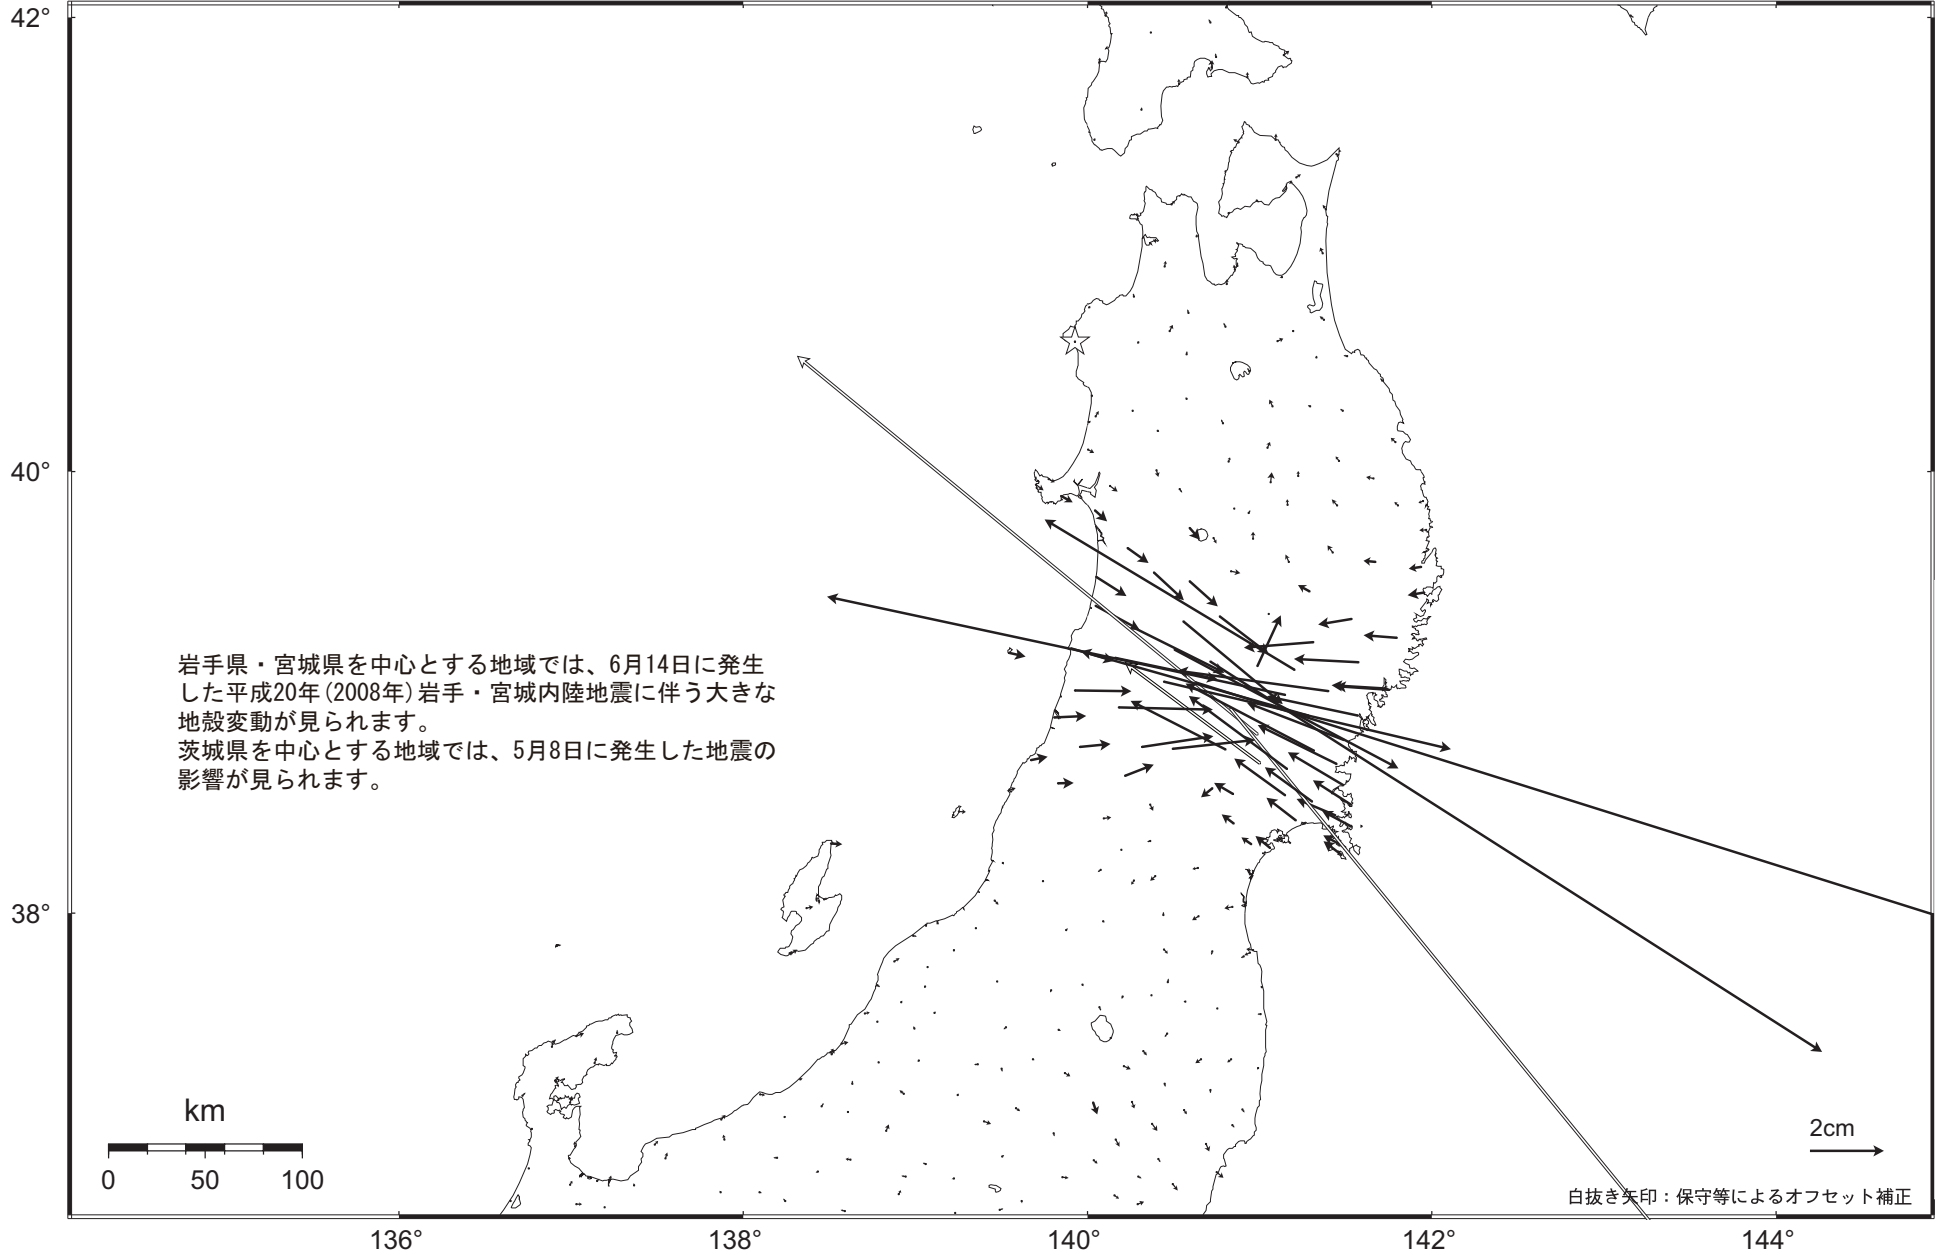 42°
40°
38°
岩手県・宮城県を中心とする地域では、6月14日に発生
した平成20年(2008年)岩手・宮城内陸地震に伴う大きな
地殻変動が見られます。
茨城県を中心とする地域では、5月8日に発生した地震の
影響が見られます。
km
0 50 100
2cm
白抜き矢印：保守等によるオフセット補正
136° 138° 140° 142° 144°